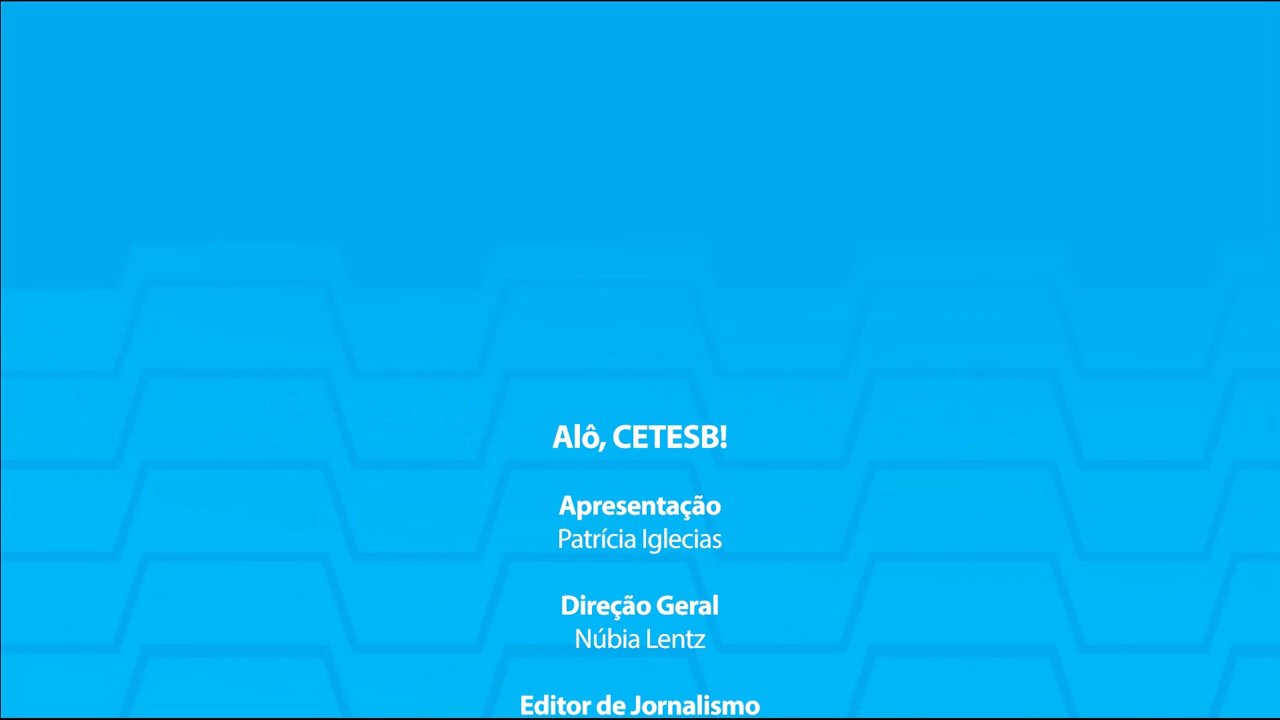 Alô, CETESB!
Apresentação
Patrícia Iglecias
Direção Geral
Núbia Lentz
Editor de Jornalismo